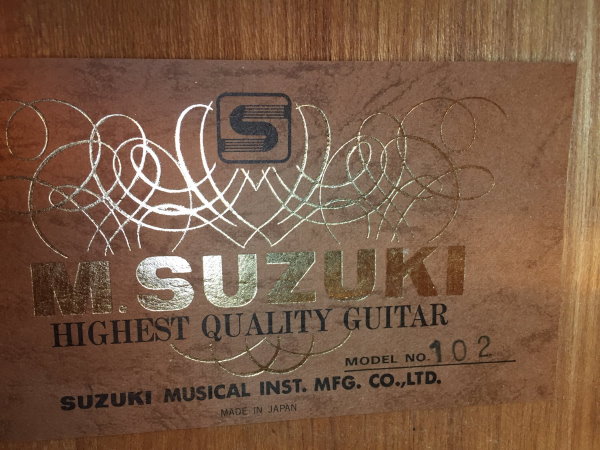 S
M. SUZUKI
HIGHEST QUALITY GUITAR
MODEL NO. 102
SUZUKI MUSICAL INST. MFG. CO.,LTD.
MADE IN JAPAN